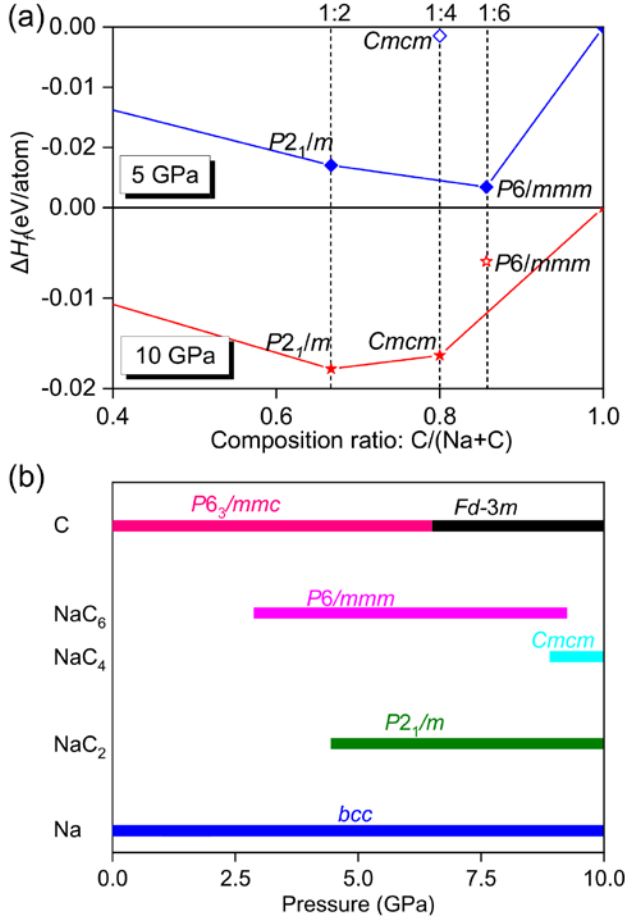 (a)
1:2 1:4 1:6
0.00
Cmcm
-0.01
P2₁/m
-0.02
5 GPa
P6/mmm
ΔH_f(eV/atom)
0.00
P6/mmm
-0.01
P2₁/m Cmcm
10 GPa
-0.02
0.4 0.6 0.8 1.0
Composition ratio: C/(Na+C)
(b)
P6₃/mmc Fd-3m
C
P6/mmm
NaC₆
Cmcm
NaC₄
P2₁/m
NaC₂
bcc
Na
0.0 2.5 5.0 7.5 10.0
Pressure (GPa)